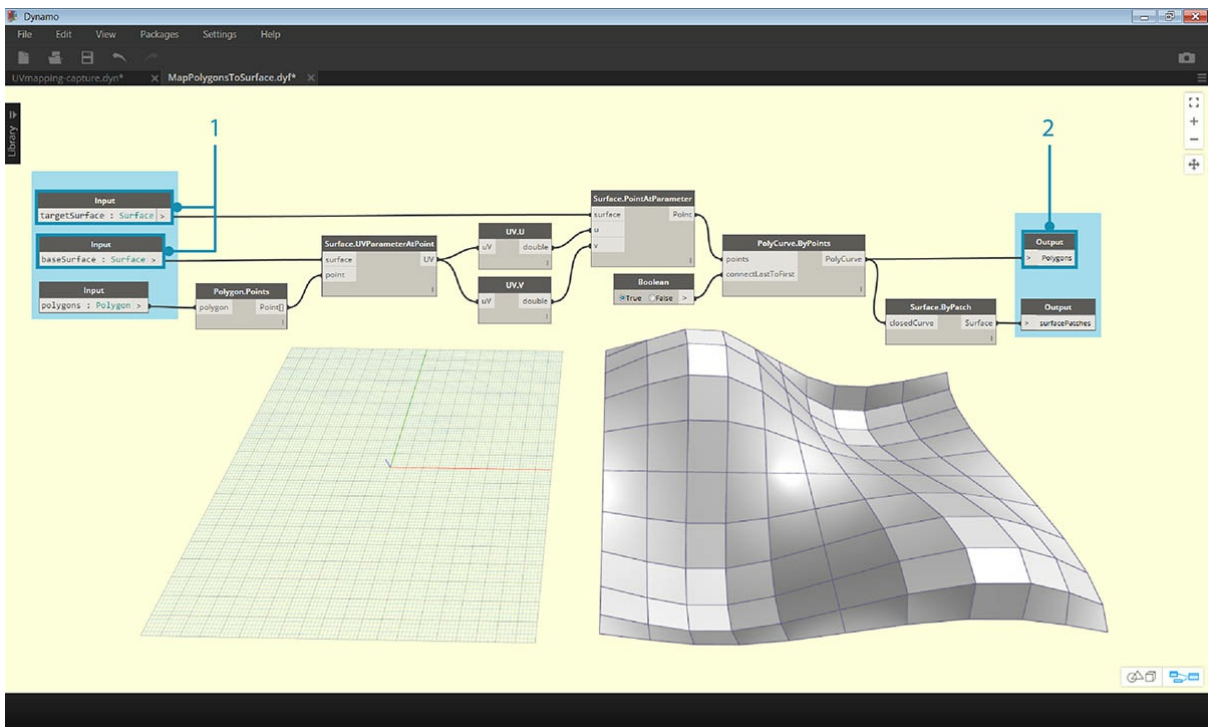 Dynamo
File Edit View Packages Settings Help
UVmapping-capture.dyn* MapPolygonsToSurface.dyf*
Library
1
2
Input
targetSurface : Surface >
Input
baseSurface : Surface >
Input
polygons : Polygon >
Polygon.Points
polygon Point[]
Surface.UVParameterAtPoint
surface UV
point
UV.U
uV double
UV.V
uV double
Surface.PointAtParameter
surface Point
u
v
Boolean
True False >
PolyCurve.ByPoints
points PolyCurve
connectLastToFirst
Surface.ByPatch
closedCurve Surface
Output
> Polygons
Output
> surfacePatches